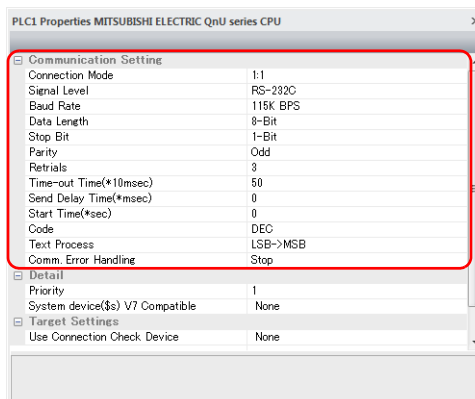 PLC1 Properties MITSUBISHI ELECTRIC QnU series CPU
Communication Setting
Connection Mode 1:1
Signal Level RS-232C
Baud Rate 115K BPS
Data Length 8-Bit
Stop Bit 1-Bit
Parity Odd
Retrials 3
Time-out Time(*10msec) 50
Send Delay Time(*msec) 0
Start Time(*sec) 0
Code DEC
Text Process LSB->MSB
Comm. Error Handling Stop
Detail
Priority 1
System device($s) V7 Compatible None
Target Settings
Use Connection Check Device None